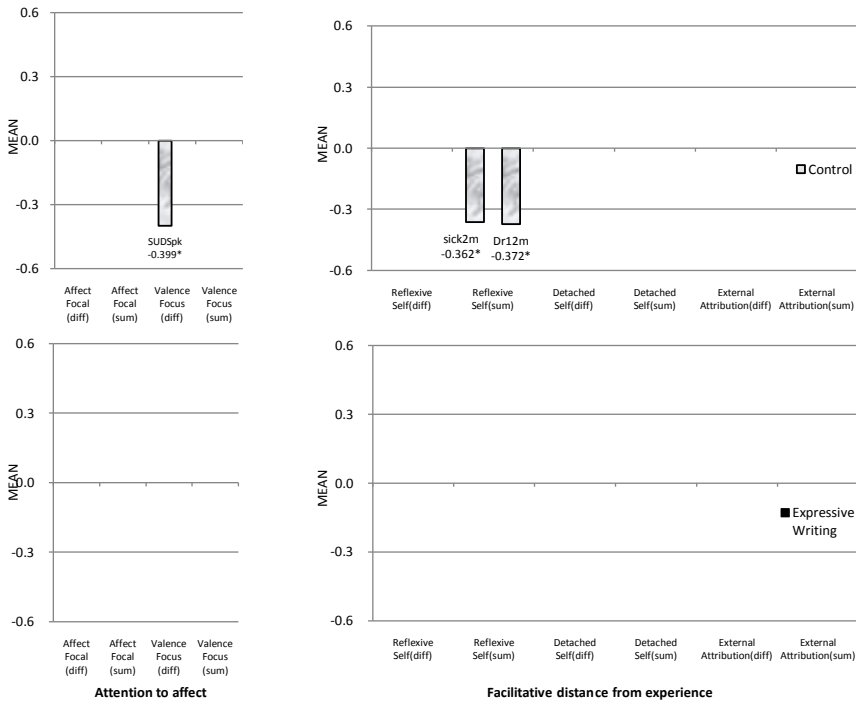 0.6
0.3
0.0
-0.3
-0.6
MEAN
SUDSpk
-0.399*
Affect
Focal
(diff)
Affect
Focal
(sum)
Valence
Focus
(diff)
Valence
Focus
(sum)
0.6
0.3
0.0
-0.3
-0.6
MEAN
Control
sick2m
-0.362*
Dr12m
-0.372*
Reflexive
Self(diff)
Reflexive
Self(sum)
Detached
Self(diff)
Detached
Self(sum)
External
Attribution(diff)
External
Attribution(sum)
0.6
0.3
0.0
-0.3
-0.6
MEAN
Affect
Focal
(diff)
Affect
Focal
(sum)
Valence
Focus
(diff)
Valence
Focus
(sum)
Attention to affect
0.6
0.3
0.0
-0.3
-0.6
MEAN
Expressive
Writing
Reflexive
Self(diff)
Reflexive
Self(sum)
Detached
Self(diff)
Detached
Self(sum)
External
Attribution(diff)
External
Attribution(sum)
Facilitative distance from experience